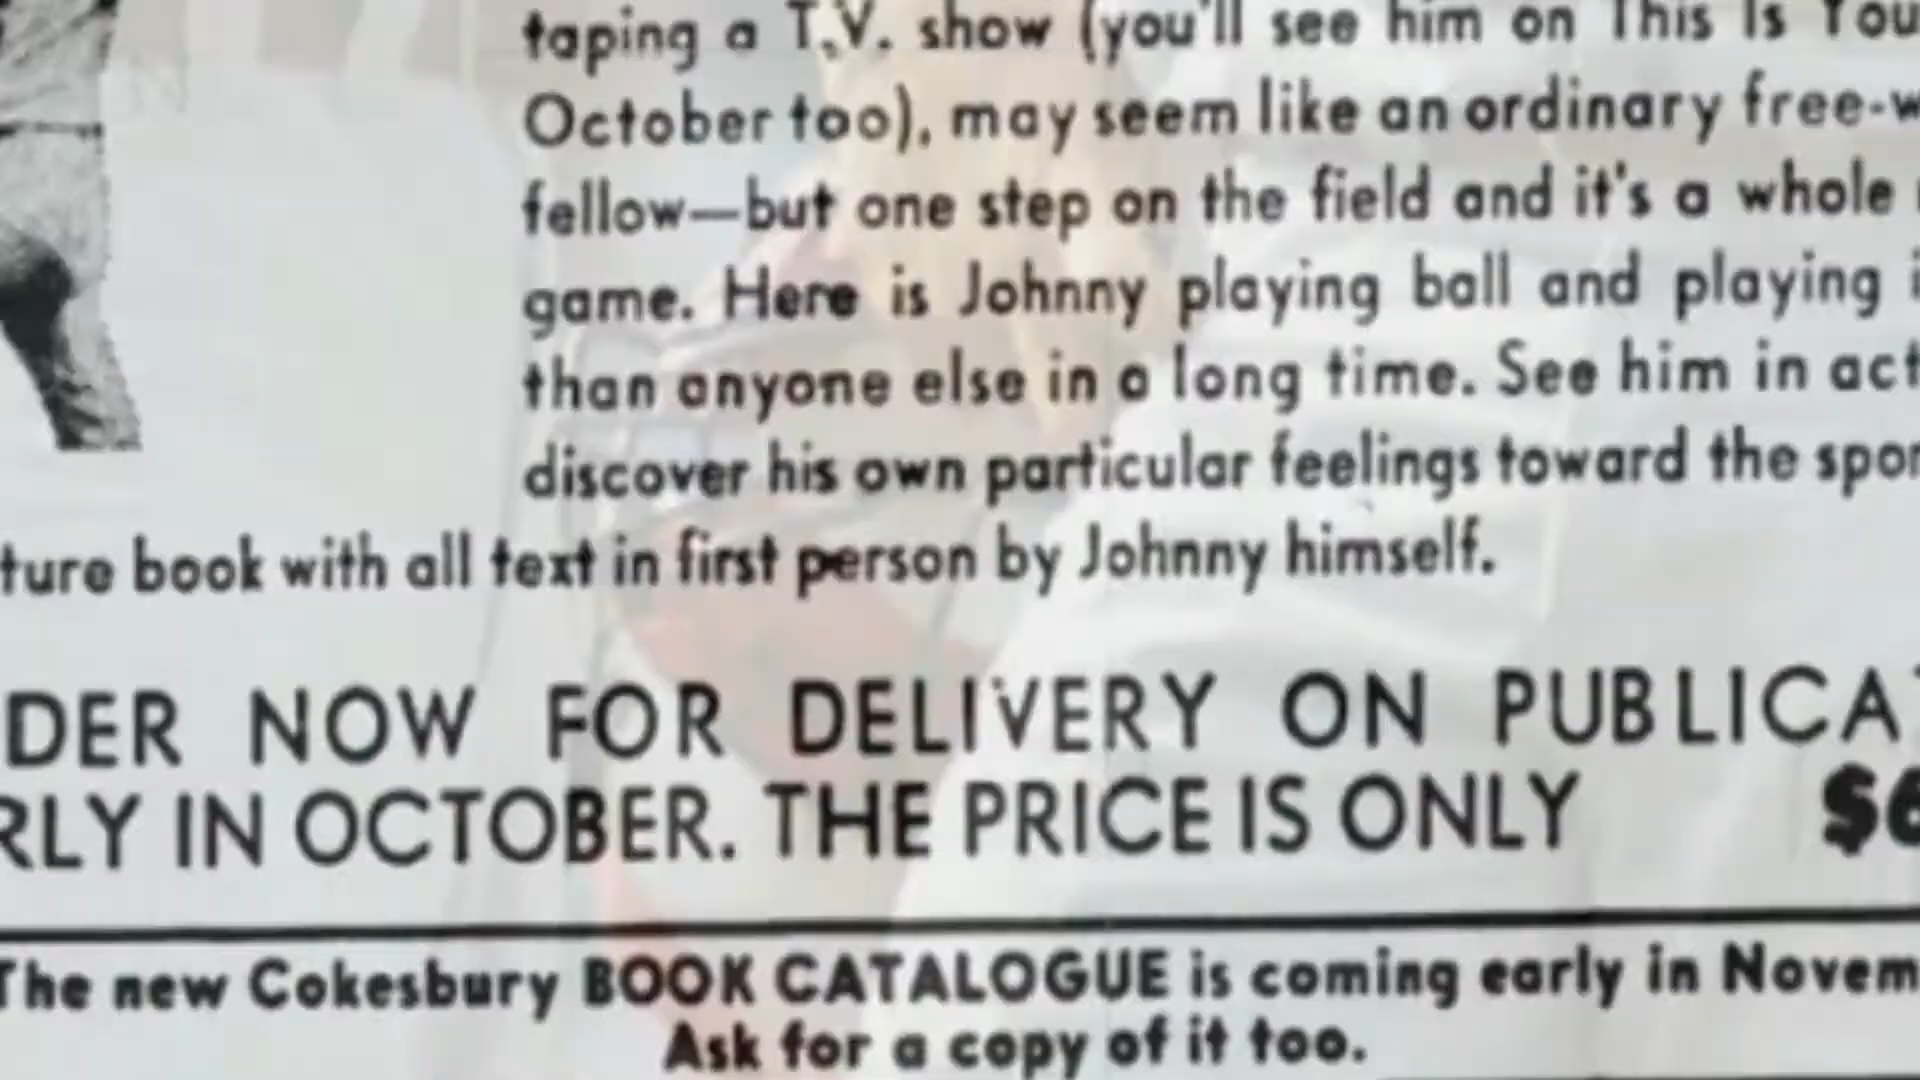 taping a T.V. show (you'll see him on This Is You
October too), may seem like an ordinary free-w
fellow—but one step on the field and it's a whole
game. Here is Johnny playing ball and playing i
than anyone else in a long time. See him in act
discover his own particular feelings toward the spor
ture book with all text in first person by Johnny himself.
DER NOW FOR DELIVERY ON PUBLICAT
RLY IN OCTOBER. THE PRICE IS ONLY $6
The new Cokesbury BOOK CATALOGUE is coming early in Novem
Ask for a copy of it too.